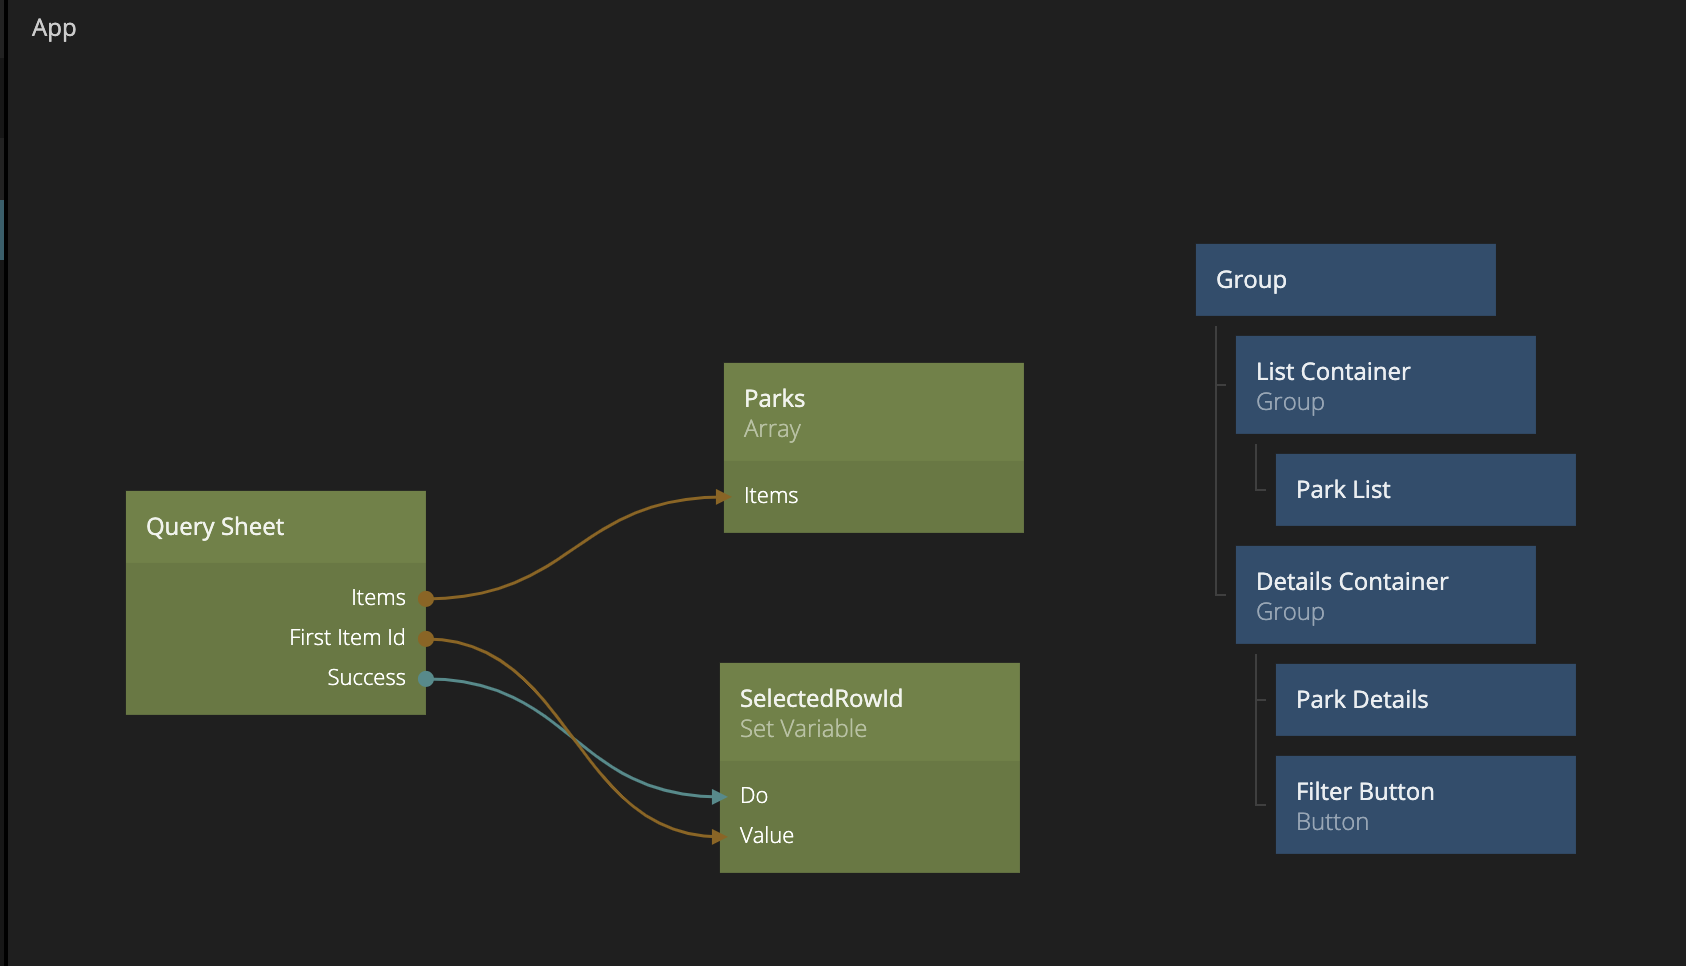 App
Query Sheet
Items
First Item Id
Success
Parks
Array
Items
SelectedRowId
Set Variable
Do
Value
Group
List Container
Group
Park List
Details Container
Group
Park Details
Filter Button
Button